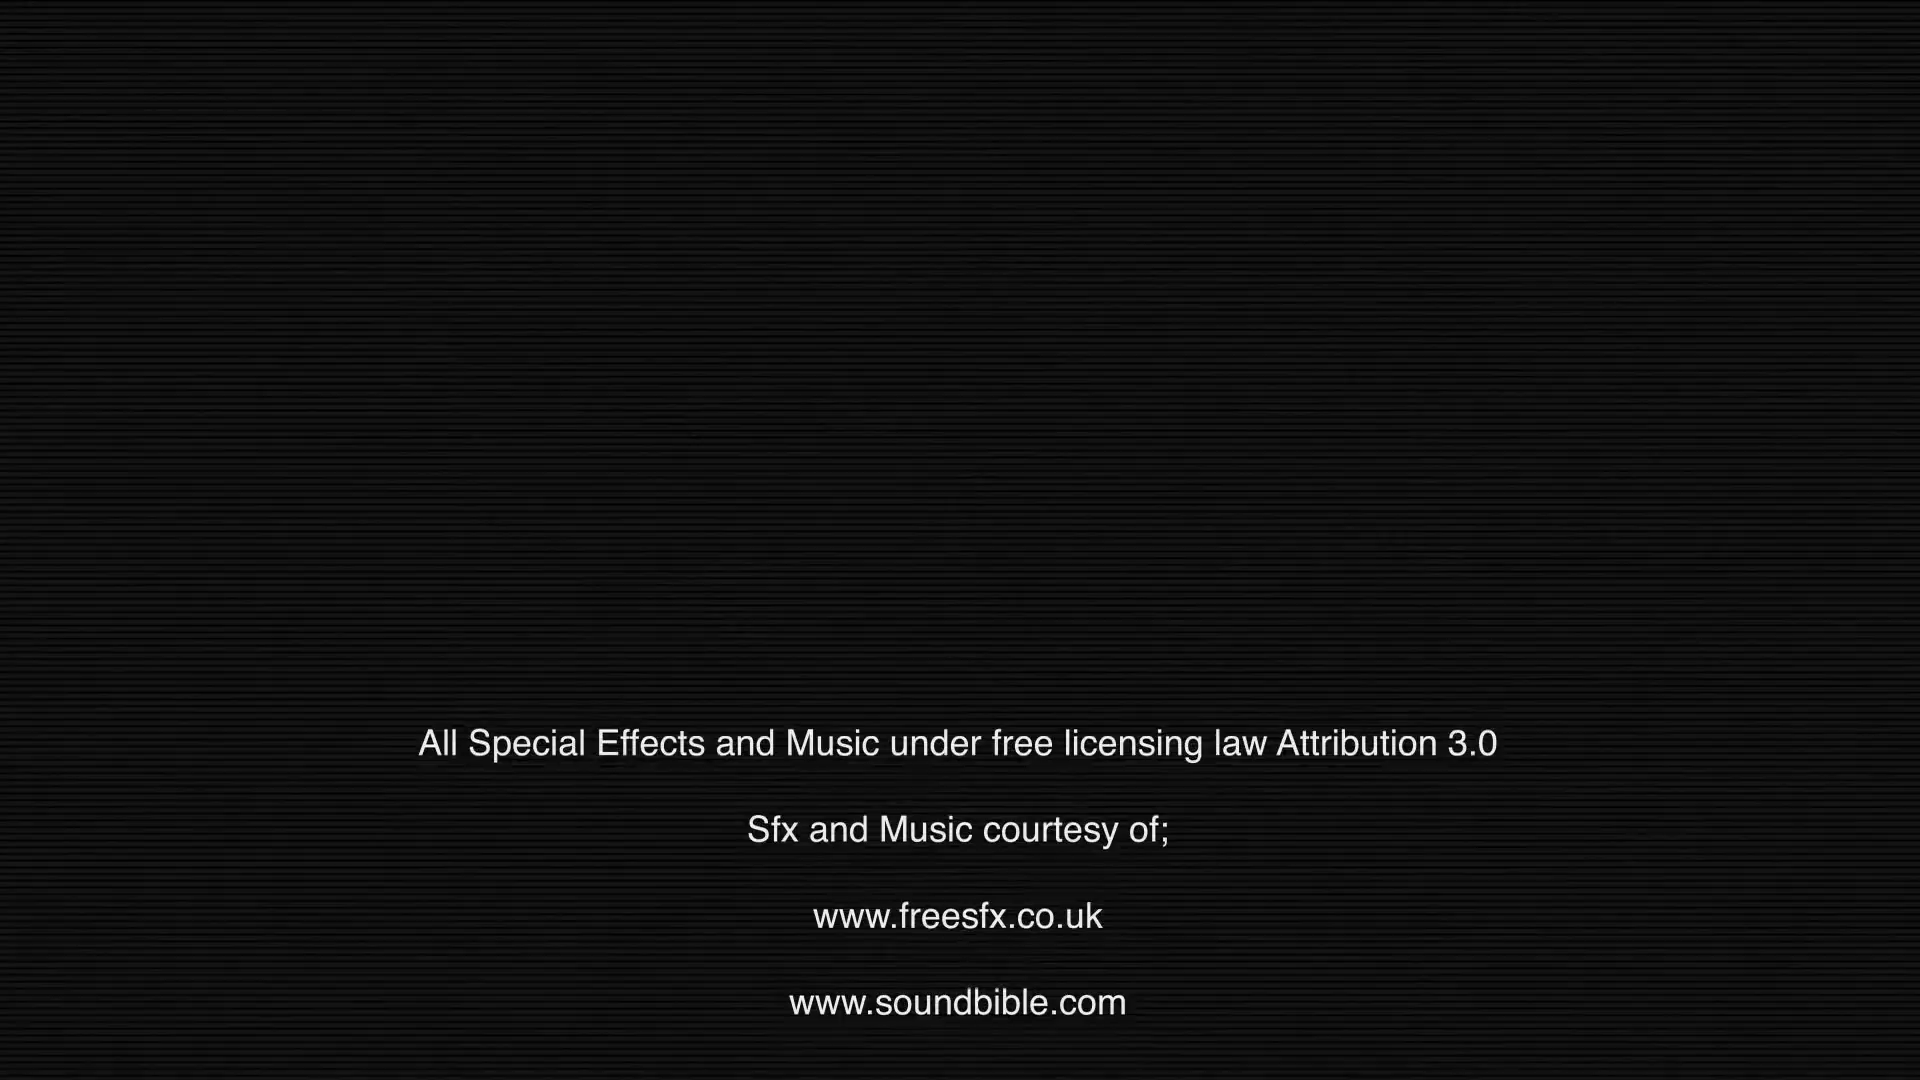 All Special Effects and Music under free licensing law Attribution 3.0
Sfx and Music courtesy of;
www.freesfx.co.uk
www.soundbible.com